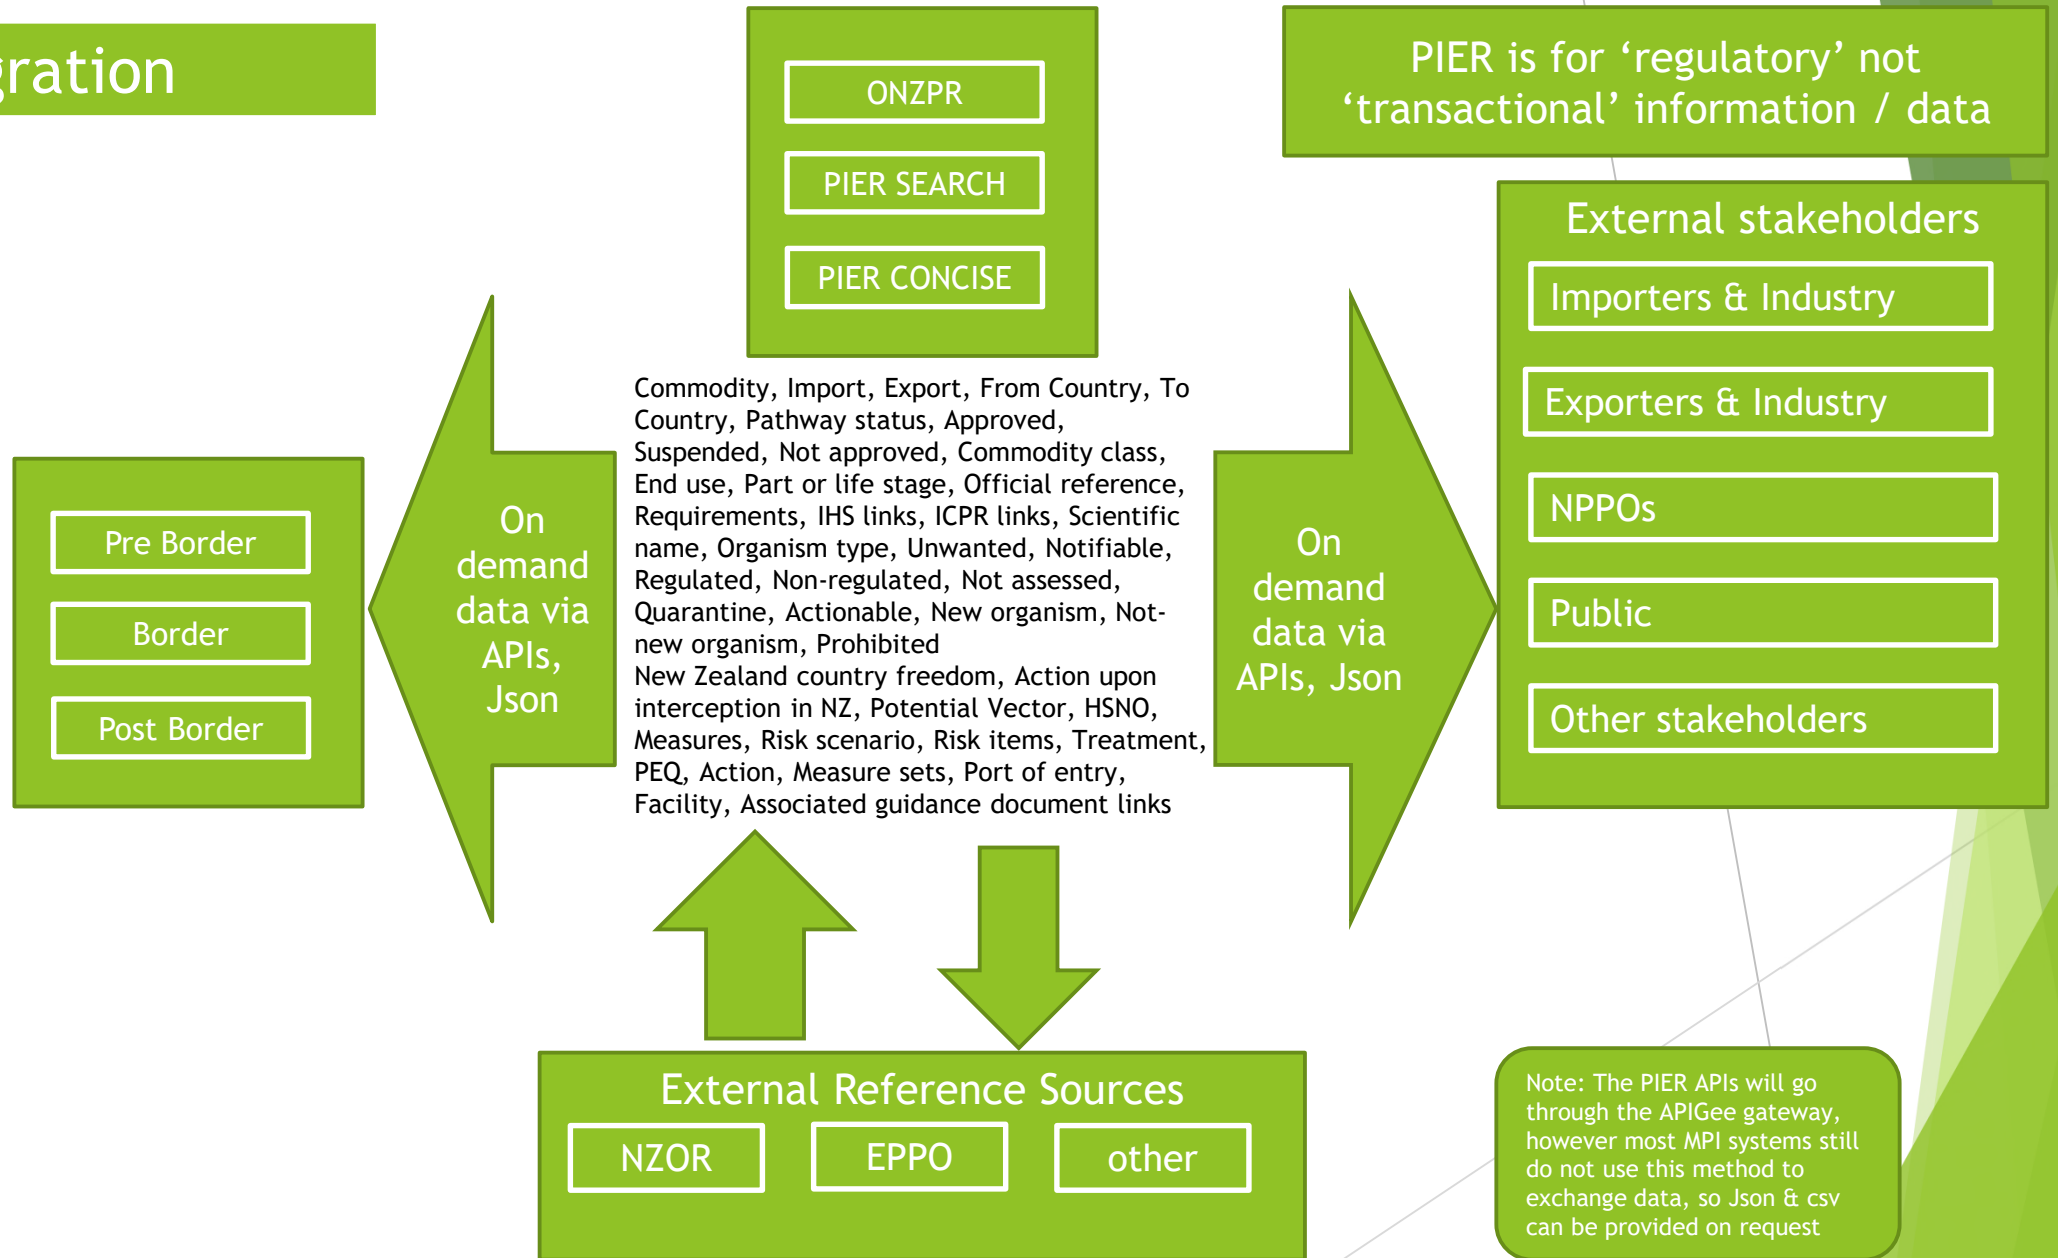 gration
ONZPR
PIER SEARCH
PIER CONCISE
PIER is for ‘regulatory’ not
‘transactional’ information / data
Pre Border
Border
Post Border
On
demand
data via
APIs,
Json
Commodity, Import, Export, From Country, To
Country, Pathway status, Approved,
Suspended, Not approved, Commodity class,
End use, Part or life stage, Official reference,
Requirements, IHS links, ICPR links, Scientific
name, Organism type, Unwanted, Notifiable,
Regulated, Non-regulated, Not assessed,
Quarantine, Actionable, New organism, Not-
new organism, Prohibited
New Zealand country freedom, Action upon
interception in NZ, Potential Vector, HSNO,
Measures, Risk scenario, Risk items, Treatment,
PEQ, Action, Measure sets, Port of entry,
Facility, Associated guidance document links
On
demand
data via
APIs, Json
External stakeholders
Importers & Industry
Exporters & Industry
NPPOs
Public
Other stakeholders
External Reference Sources
NZOR
EPPO
other
Note: The PIER APIs will go
through the APIGee gateway,
however most MPI systems still
do not use this method to
exchange data, so Json & csv
can be provided on request